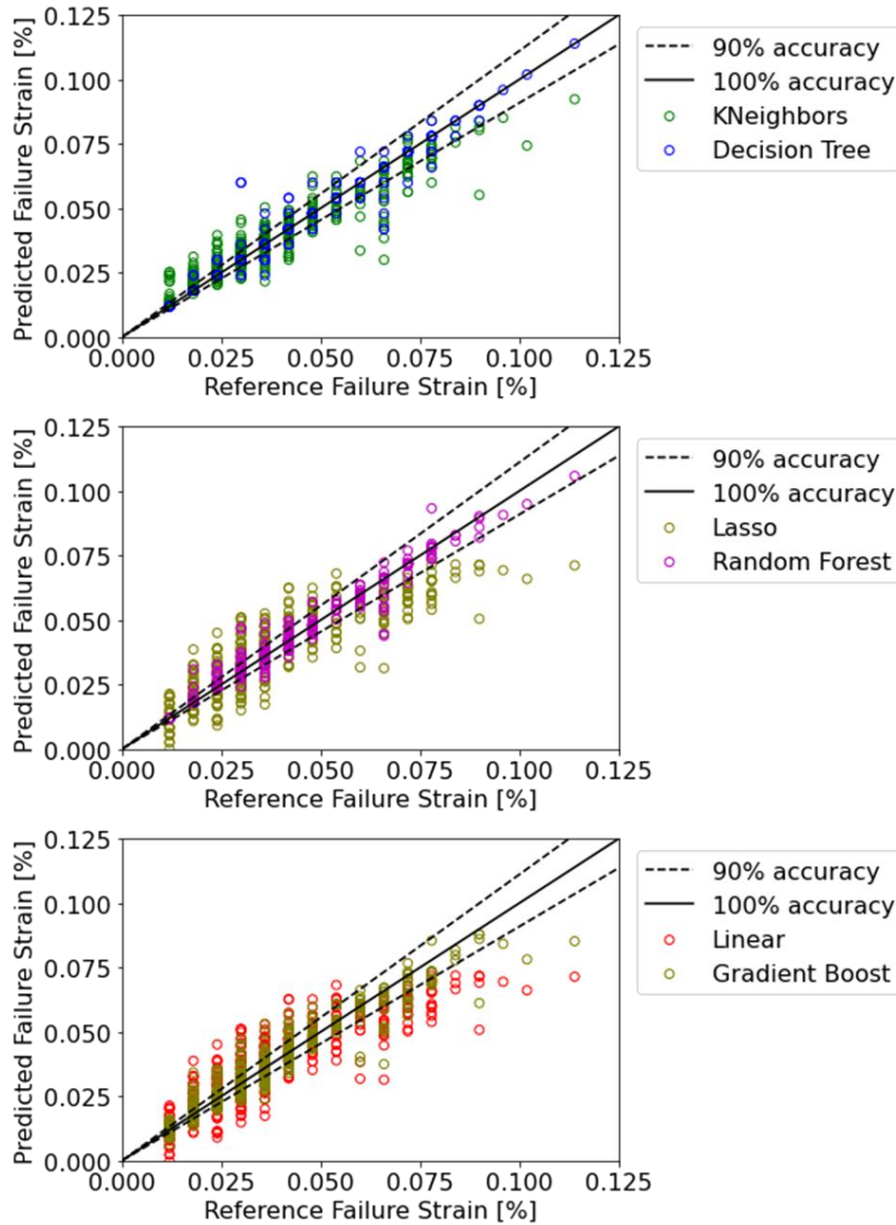 Predicted Failure Strain [%]
0.125
0.100
0.075
0.050
0.025
0.000
0.000 0.025 0.050 0.075 0.100 0.125
Reference Failure Strain [%]
90% accuracy
100% accuracy
KNeighbors
Decision Tree
Predicted Failure Strain [%]
0.125
0.100
0.075
0.050
0.025
0.000
0.000 0.025 0.050 0.075 0.100 0.125
Reference Failure Strain [%]
90% accuracy
100% accuracy
Lasso
Random Forest
Predicted Failure Strain [%]
0.125
0.100
0.075
0.050
0.025
0.000
0.000 0.025 0.050 0.075 0.100 0.125
Reference Failure Strain [%]
90% accuracy
100% accuracy
Linear
Gradient Boost